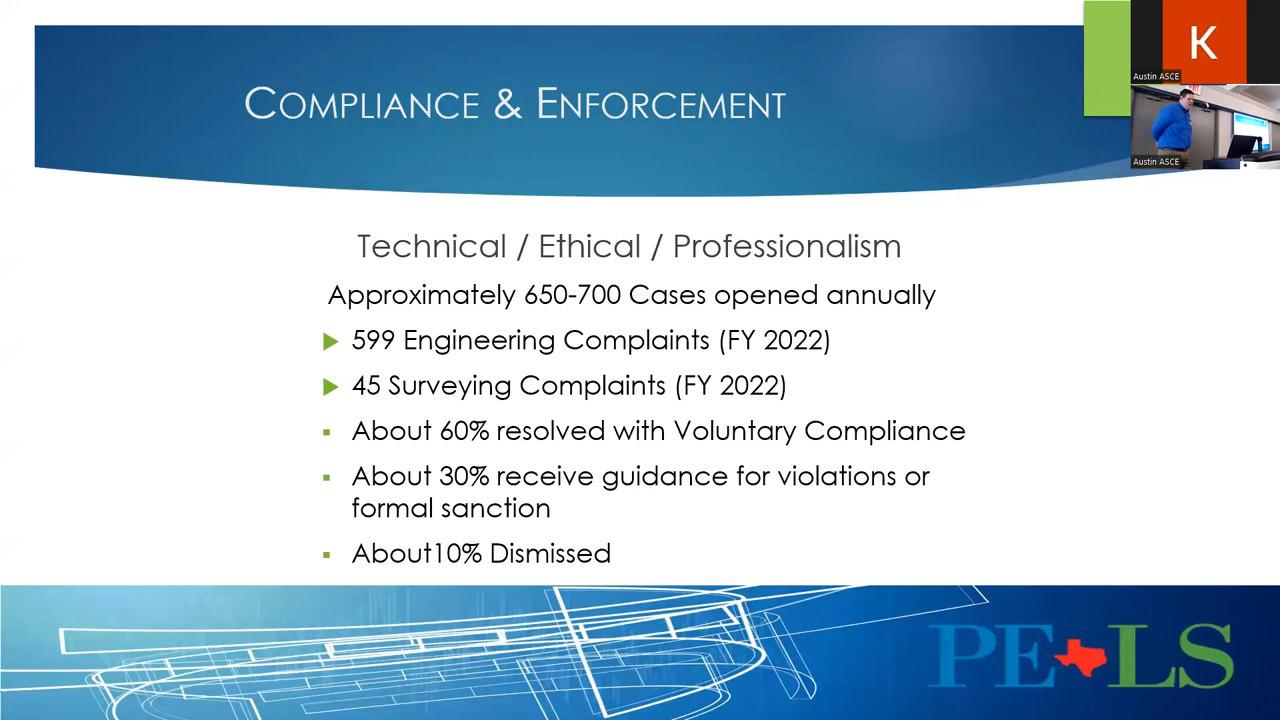 COMPLIANCE & ENFORCEMENT
K
Austin ASCE
Austin ASCE
Technical / Ethical / Professionalism
Approximately 650-700 Cases opened annually
599 Engineering Complaints (FY 2022)
45 Surveying Complaints (FY 2022)
About 60% resolved with Voluntary Compliance
About 30% receive guidance for violations or
formal sanction
About10% Dismissed
PE LS